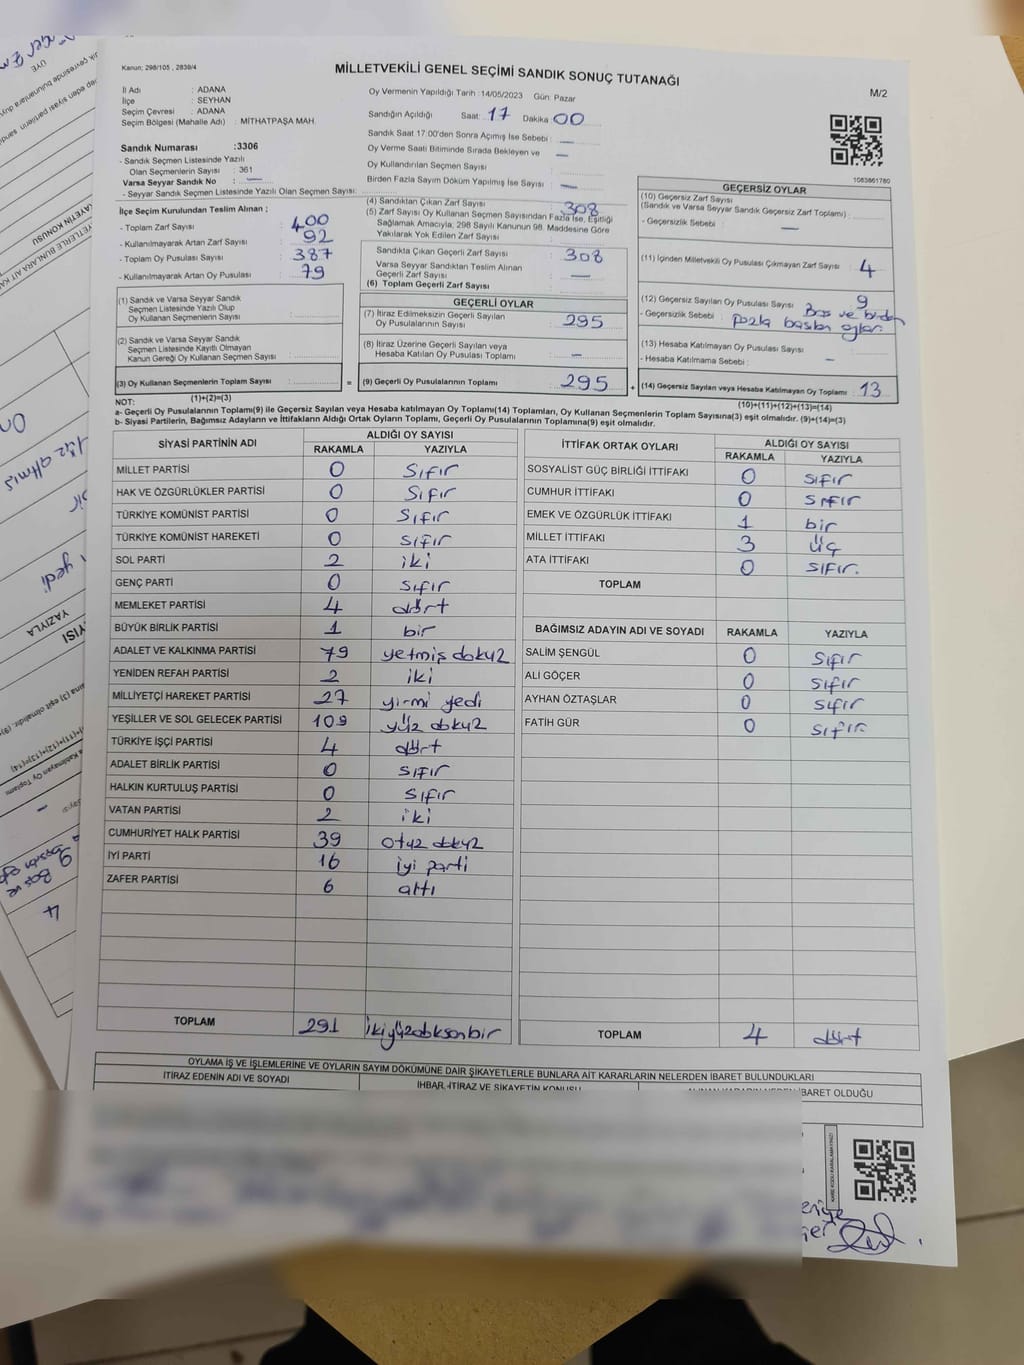 Kanun; 298/105 , 2839/4
MİLLETVEKİLİ GENEL SEÇİMİ SANDIK SONUÇ TUTANAĞI
M/2
İl Adı : ADANA
İlçe : SEYHAN
Seçim Çevresi : ADANA
Seçim Bölgesi (Mahalle Adı) : MİTHATPAŞA MAH.
Oy Vermenin Yapıldığı Tarih : 14/05/2023 Gün: Pazar
Sandığın Açıldığı Saat: 17 Dakika 00
Sandık Saat 17:00'den Sonra Açımış İse Sebebi : —
Oy Verme Saati Bitiminde Sırada Bekleyen ve —
Oy Kullandırılan Seçmen Sayısı
Birden Fazla Sayım Döküm Yapılmış İse Sayısı : —
1083861780
Sandık Numarası :3306
- Sandık Seçmen Listesinde Yazılı
Olan Seçmenlerin Sayısı : 361
Varsa Seyyar Sandık No : —
- Seyyar Sandık Seçmen Listesinde Yazılı Olan Seçmen Sayısı:
İlçe Seçim Kurulundan Teslim Alınan ;
- Toplam Zarf Sayısı : 400
- Kullanılmayarak Artan Zarf Sayısı : 92
- Toplam Oy Pusulası Sayısı : 387
- Kullanılmayarak Artan Oy Pusulası : 79
(1) Sandık ve Varsa Seyyar Sandık
Seçmen Listesinde Yazılı Olup
Oy Kullanan Seçmenlerin Sayısı :
(2) Sandık ve Varsa Seyyar Sandık
Seçmen Listesinde Kayıtlı Olmayan
Kanun Gereği Oy Kullanan Seçmen Sayısı :
(3) Oy Kullanan Seçmenlerin Toplam Sayısı :
(1)+(2)=(3)
(4) Sandıktan Çıkan Zarf Sayısı : 308
(5) Zarf Sayısı Oy Kullanan Seçmen Sayısından Fazla İse, Eşitliği
Sağlamak Amacıyla, 298 Sayılı Kanunun 98. Maddesine Göre
Yakılarak Yok Edilen Zarf Sayısı :
Sandıkta Çıkan Geçerli Zarf Sayısı : 308
Varsa Seyyar Sandıktan Teslim Alınan
Geçerli Zarf Sayısı : —
(6) Toplam Geçerli Zarf Sayısı :
GEÇERLİ OYLAR
(7) İtiraz Edilmeksizin Geçerli Sayılan
Oy Pusulalarının Sayısı : 295
(8) İtiraz Üzerine Geçerli Sayılan veya
Hesaba Katılan Oy Pusulası Toplamı : —
= (9) Geçerli Oy Pusulalarının Toplamı : 295 +
GEÇERSİZ OYLAR
(10) Geçersiz Zarf Sayısı
(Sandık ve Varsa Seyyar Sandık Geçersiz Zarf Toplamı) :
- Geçersizlik Sebebi : —
(11) İçinden Milletvekili Oy Pusulası Çıkmayan Zarf Sayısı : 4
(12) Geçersiz Sayılan Oy Pusulası Sayısı : 9
- Geçersizlik Sebebi : Boş ve birden
fazla basılan oyları
(13) Hesaba Katılmayan Oy Pusulası Sayısı :
- Hesaba Katılmama Sebebi : —
(14) Geçersiz Sayılan veya Hesaba Katılmayan Oy Toplamı : 13
(10)+(11)+(12)+(13)=(14)
NOT:
a- Geçerli Oy Pusulalarının Toplamı(9) ile Geçersiz Sayılan veya Hesaba katılmayan Oy Toplamı(14) Toplamları, Oy Kullanan Seçmenlerin Toplam Sayısına(3) eşit olmalıdır. (9)+(14)=(3)
b- Siyasi Partilerin, Bağımsız Adayların ve İttifakların Aldığı Ortak Oyların Toplamı, Geçerli Oy Pusulalarının Toplamına(9) eşit olmalıdır.
SİYASİ PARTİNİN ADI ALDIĞI OY SAYISI
RAKAMLA YAZIYLA
MİLLET PARTİSİ 0 sıfır
HAK VE ÖZGÜRLÜKLER PARTİSİ 0 sıfır
TÜRKİYE KOMÜNİST PARTİSİ 0 sıfır
TÜRKİYE KOMÜNİST HAREKETİ 0 sıfır
SOL PARTİ 2 iki
GENÇ PARTİ 0 sıfır
MEMLEKET PARTİSİ 4 dört
BÜYÜK BİRLİK PARTİSİ 1 bir
ADALET VE KALKINMA PARTİSİ 79 yetmiş dokuz
YENİDEN REFAH PARTİSİ 2 iki
MİLLİYETÇİ HAREKET PARTİSİ 27 yirmi yedi
YEŞİLLER VE SOL GELECEK PARTİSİ 109 yüz dokuz
TÜRKİYE İŞÇİ PARTİSİ 4 dört
ADALET BİRLİK PARTİSİ 0 sıfır
HALKIN KURTULUŞ PARTİSİ 0 sıfır
VATAN PARTİSİ 2 iki
CUMHURİYET HALK PARTİSİ 39 otuz dokuz
İYİ PARTİ 16 iyi parti
ZAFER PARTİSİ 6 altı
TOPLAM 291 ikiyüzdoksanbir
İTTİFAK ORTAK OYLARI ALDIĞI OY SAYISI
RAKAMLA YAZIYLA
SOSYALİST GÜÇ BİRLİĞİ İTTİFAKI 0 sıfır
CUMHUR İTTİFAKI 0 sıfır
EMEK VE ÖZGÜRLÜK İTTİFAKI 1 bir
MİLLET İTTİFAKI 3 üç
ATA İTTİFAKI 0 sıfır.
TOPLAM
BAĞIMSIZ ADAYIN ADI VE SOYADI RAKAMLA YAZIYLA
SALİM ŞENGÜL 0 sıfır
ALİ GÖÇER 0 sıfır
AYHAN ÖZTAŞLAR 0 sıfır
FATİH GÜR 0 sıfır
TOPLAM 4 dört
OYLAMA İŞ VE İŞLEMLERİNE VE OYLARIN SAYIM DÖKÜMÜNE DAİR ŞİKAYETLERLE BUNLARA AİT KARARLARIN NELERDEN İBARET BULUNDUKLARI
İTİRAZ EDENİN ADI VE SOYADI
İHBAR, İTİRAZ VE ŞİKAYETİN KONUSU
İBARET OLDUĞU
KARE KODU KARALAMAYINIZ!